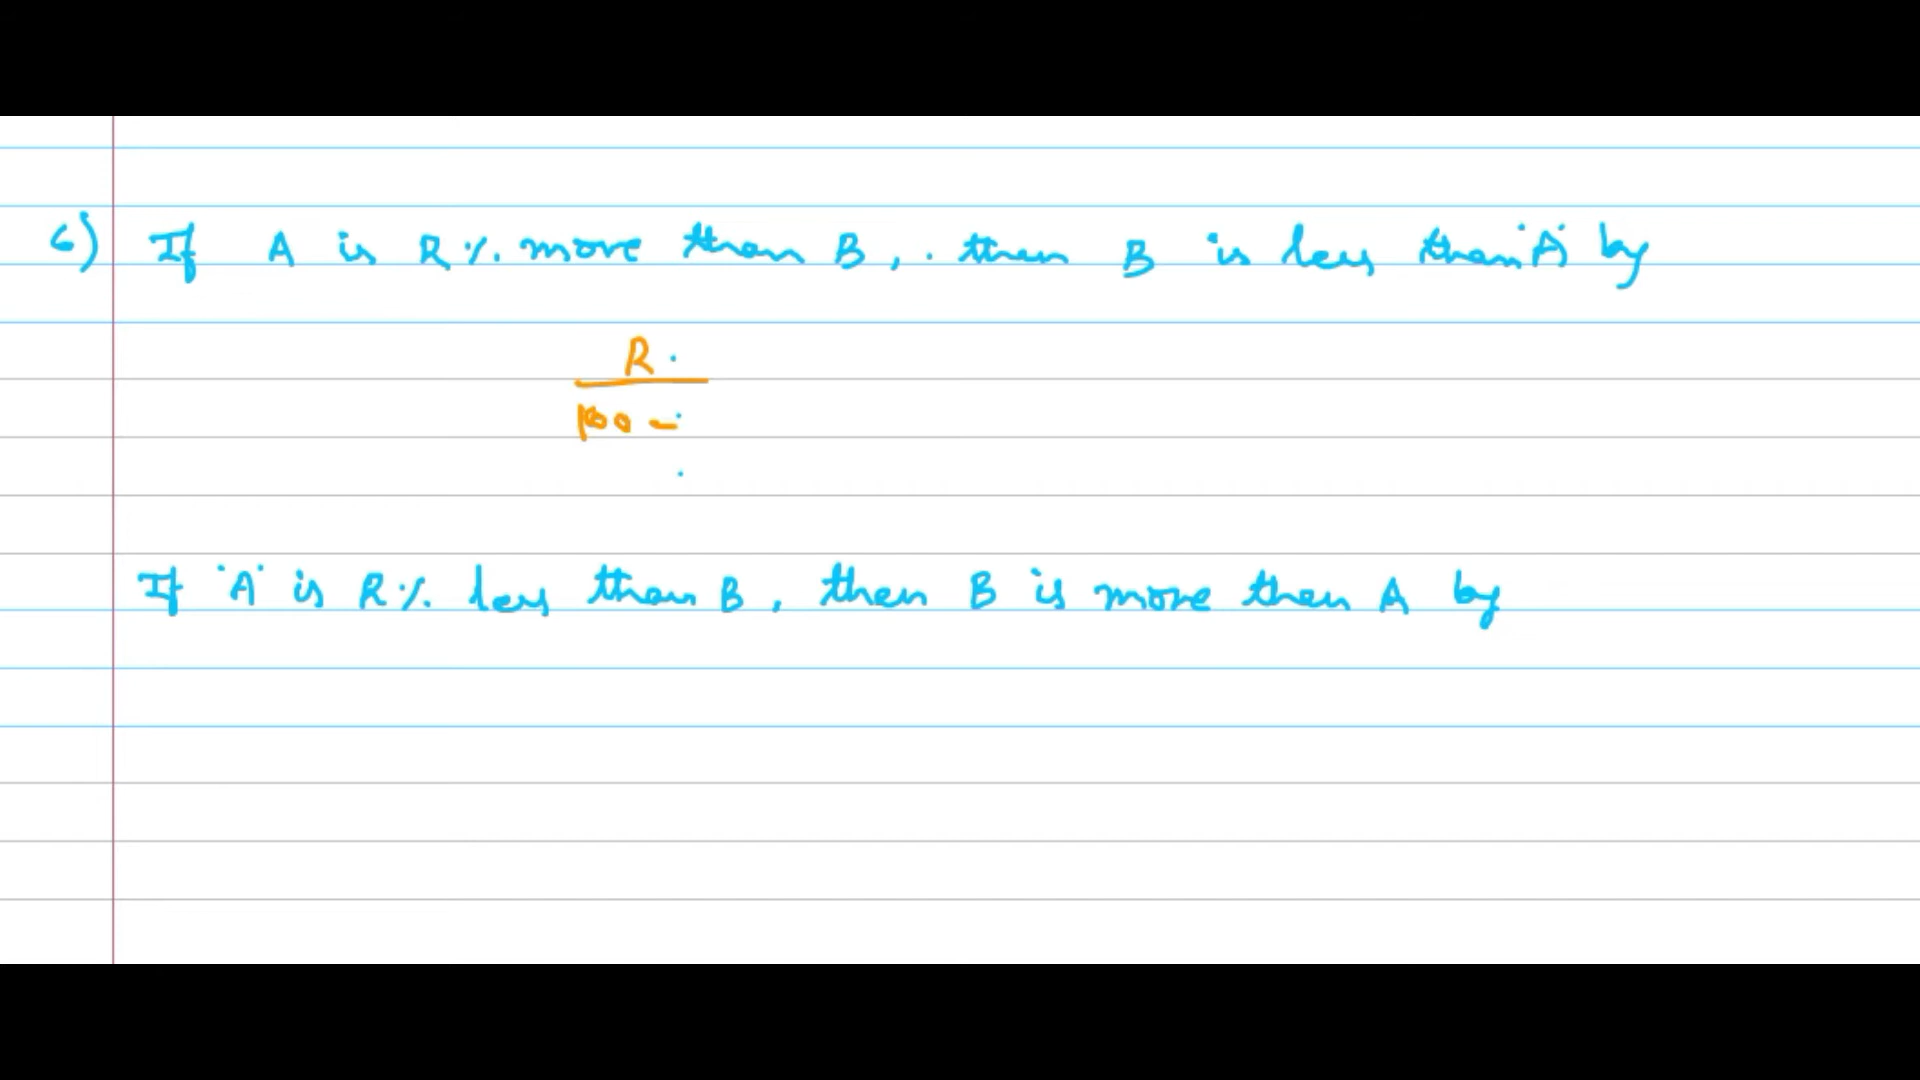 6) If A is R% more than B, . then B is less than 'A' by
R
100 -
If 'A' is R% less than B, then B is more than A by